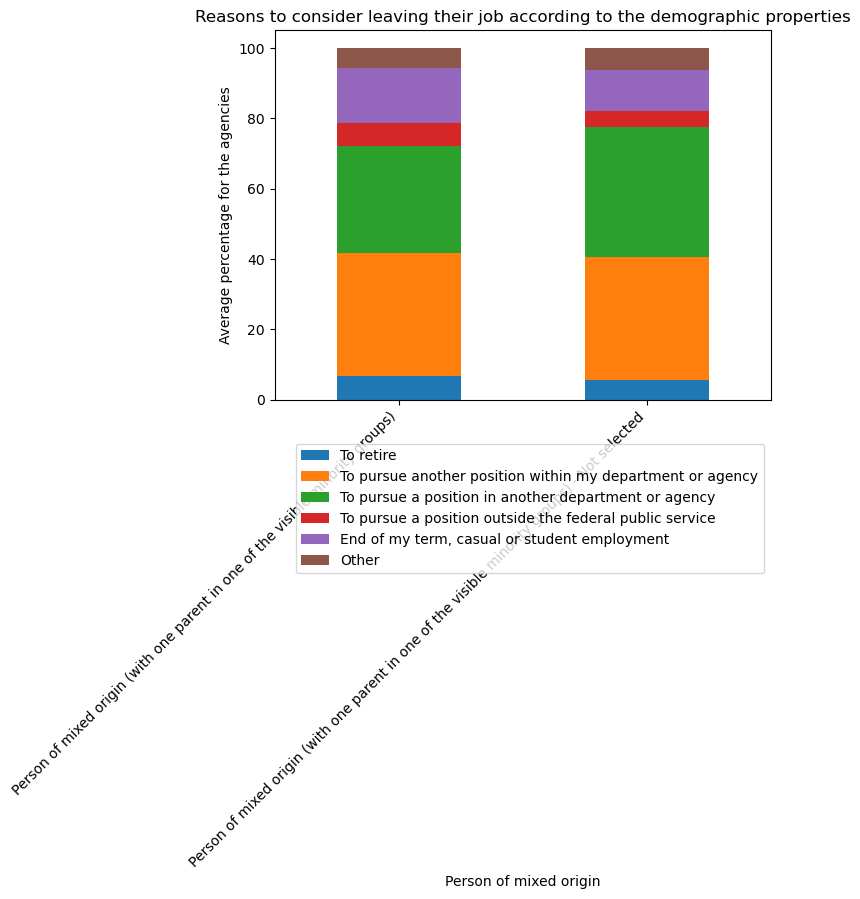 Reasons to consider leaving their job according to the demographic properties
Average percentage for the agencies
100
80
60
40
20
0
Person of mixed origin (with one parent in one of the visible minority groups)
Person of mixed origin (with one parent in one of the visible minority groups) - Not selected
To retire
To pursue another position within my department or agency
To pursue a position in another department or agency
To pursue a position outside the federal public service
End of my term, casual or student employment
Other
Person of mixed origin